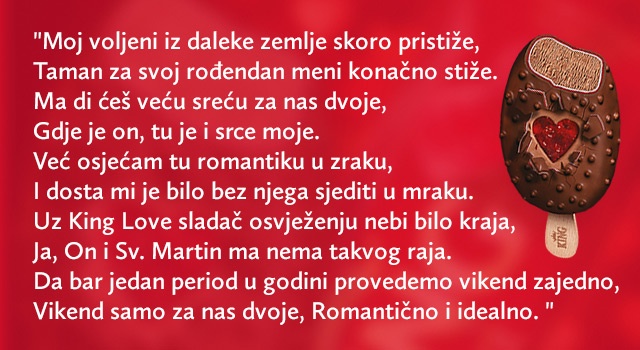 "Moj voljeni iz daleke zemlje skoro pristiže,
Taman za svoj rođendan meni konačno stiže.
Ma di ćeš veću sreću za nas dvoje,
Gdje je on, tu je i srce moje.
Već osjećam tu romantiku u zraku,
I dosta mi je bilo bez njega sjediti u mraku.
Uz King Love sladač osvježenju nebi bilo kraja,
Ja, On i Sv. Martin ma nema takvog raja.
Da bar jedan period u godini provedemo vikend zajedno,
Vikend samo za nas dvoje, Romantično i idealno. "
KING